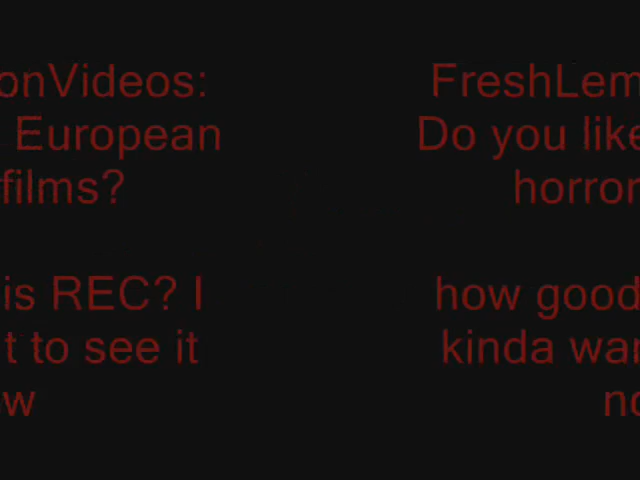 onVideos:
European
films?
is REC? I
t to see it
w
FreshLem
Do you like
horror
how good
kinda wan
no